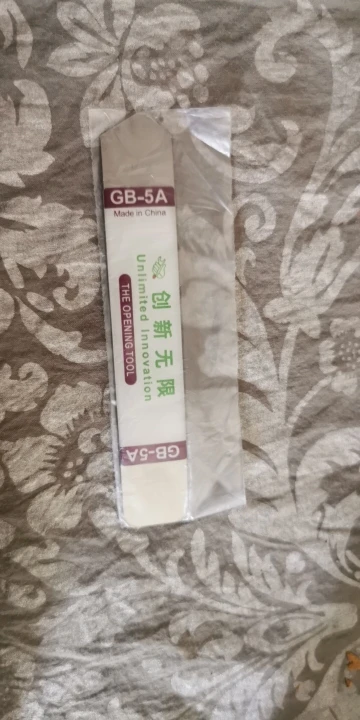 GB-5A
Made in China
创新无限
Unlimited Innovation
THE OPENING TOOL
GB-5A